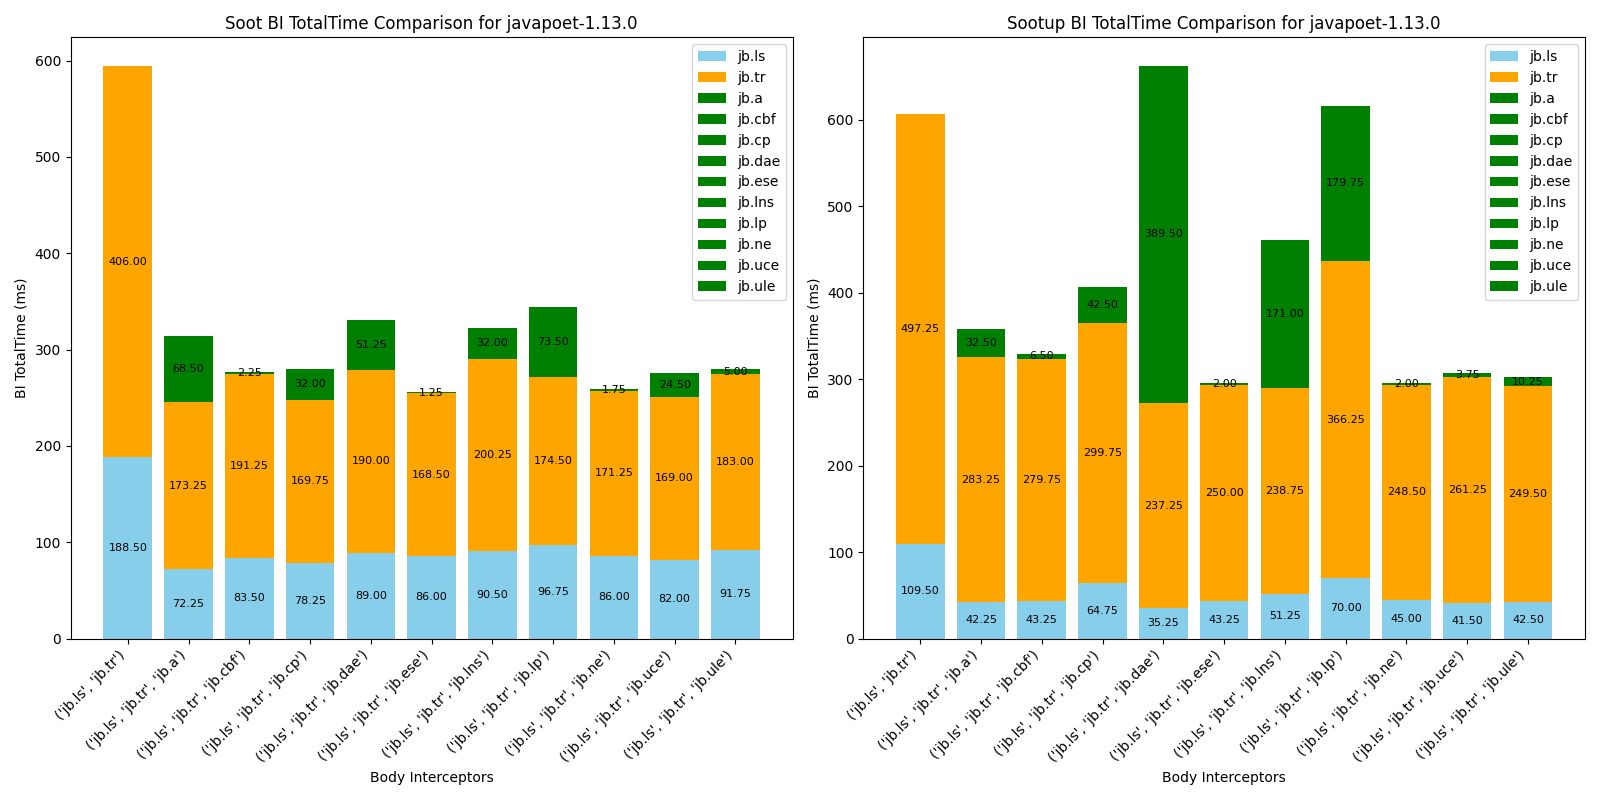 Soot BI TotalTime Comparison for javapoet-1.13.0
BI TotalTime (ms)
600
500
400
300
200
100
0
jb.ls
jb.tr
jb.a
jb.cbf
jb.cp
jb.dae
jb.ese
jb.lns
jb.lp
jb.ne
jb.uce
jb.ule
406.00
188.50
68.50
173.25
72.25
2.25
191.25
83.50
32.00
169.75
78.25
51.25
190.00
89.00
1.25
168.50
86.00
32.00
200.25
90.50
73.50
174.50
96.75
1.75
171.25
86.00
24.50
169.00
82.00
5.00
183.00
91.75
('jb.ls', 'jb.tr')
('jb.ls', 'jb.tr', 'jb.a')
('jb.ls', 'jb.tr', 'jb.cbf')
('jb.ls', 'jb.tr', 'jb.cp')
('jb.ls', 'jb.tr', 'jb.dae')
('jb.ls', 'jb.tr', 'jb.ese')
('jb.ls', 'jb.tr', 'jb.lns')
('jb.ls', 'jb.tr', 'jb.lp')
('jb.ls', 'jb.tr', 'jb.ne')
('jb.ls', 'jb.tr', 'jb.uce')
('jb.ls', 'jb.tr', 'jb.ule')
Body Interceptors
Sootup BI TotalTime Comparison for javapoet-1.13.0
BI TotalTime (ms)
600
500
400
300
200
100
0
jb.ls
jb.tr
jb.a
jb.cbf
jb.cp
jb.dae
jb.ese
jb.lns
jb.lp
jb.ne
jb.uce
jb.ule
497.25
109.50
32.50
283.25
42.25
6.50
279.75
43.25
42.50
299.75
64.75
389.50
237.25
35.25
2.00
250.00
43.25
171.00
238.75
51.25
179.75
366.25
70.00
2.00
248.50
45.00
3.75
261.25
41.50
10.25
249.50
42.50
('jb.ls', 'jb.tr')
('jb.ls', 'jb.tr', 'jb.a')
('jb.ls', 'jb.tr', 'jb.cbf')
('jb.ls', 'jb.tr', 'jb.cp')
('jb.ls', 'jb.tr', 'jb.dae')
('jb.ls', 'jb.tr', 'jb.ese')
('jb.ls', 'jb.tr', 'jb.lns')
('jb.ls', 'jb.tr', 'jb.lp')
('jb.ls', 'jb.tr', 'jb.ne')
('jb.ls', 'jb.tr', 'jb.uce')
('jb.ls', 'jb.tr', 'jb.ule')
Body Interceptors